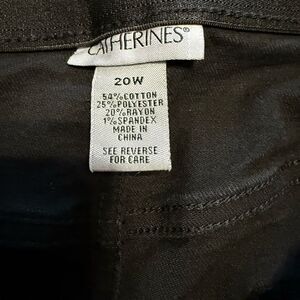 CATHERINES®
20W
54%COTTON
25%POLYESTER
20%RAYON
1%SPANDEX
MADE IN
CHINA
SEE REVERSE
FOR CARE